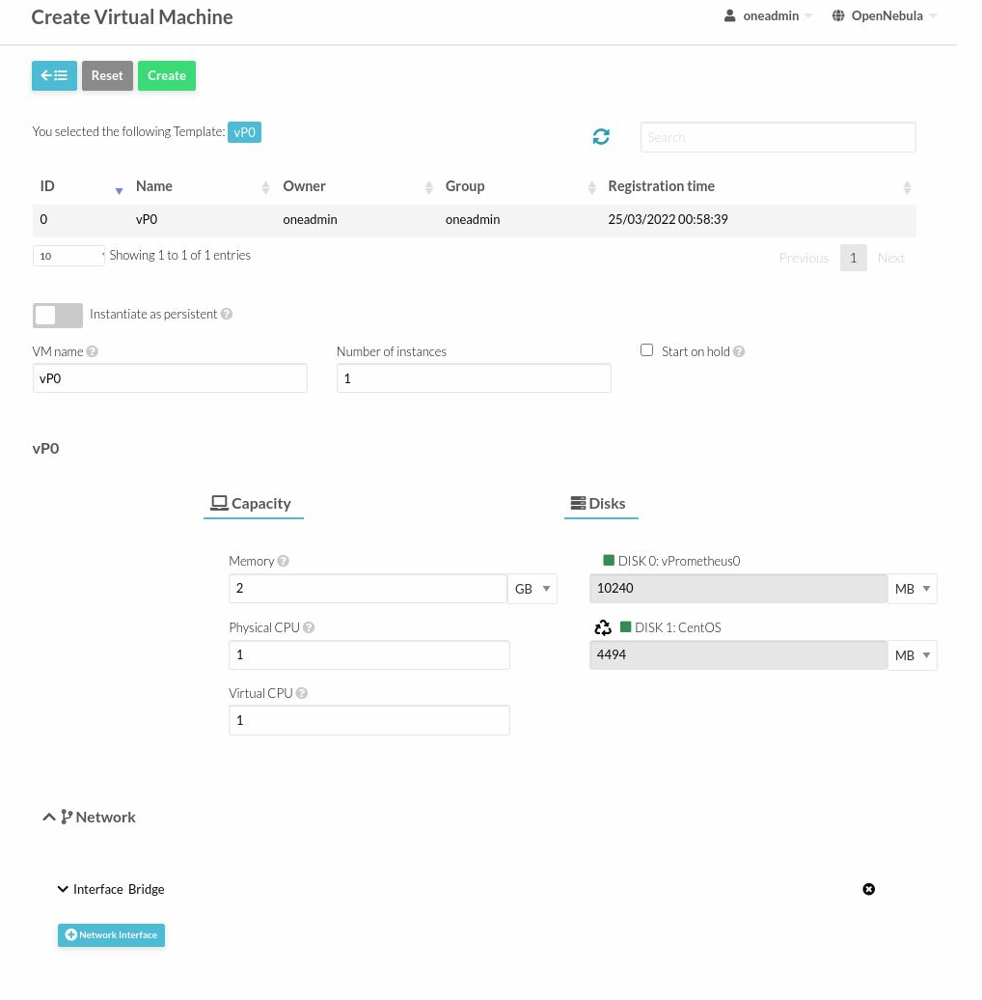 Create Virtual Machine oneadmin OpenNebula
Reset Create
You selected the following Template: vP0 Search
ID Name Owner Group Registration time
0 vP0 oneadmin oneadmin 25/03/2022 00:58:39
10 Showing 1 to 1 of 1 entries Previous 1 Next
Instantiate as persistent
VM name Number of instances Start on hold
vP0 1
vP0
Capacity Disks
Memory DISK 0: vPrometheus0
2 GB 10240 MB
Physical CPU DISK 1: CentOS
1 4494 MB
Virtual CPU
1
Network
Interface Bridge
Network Interface